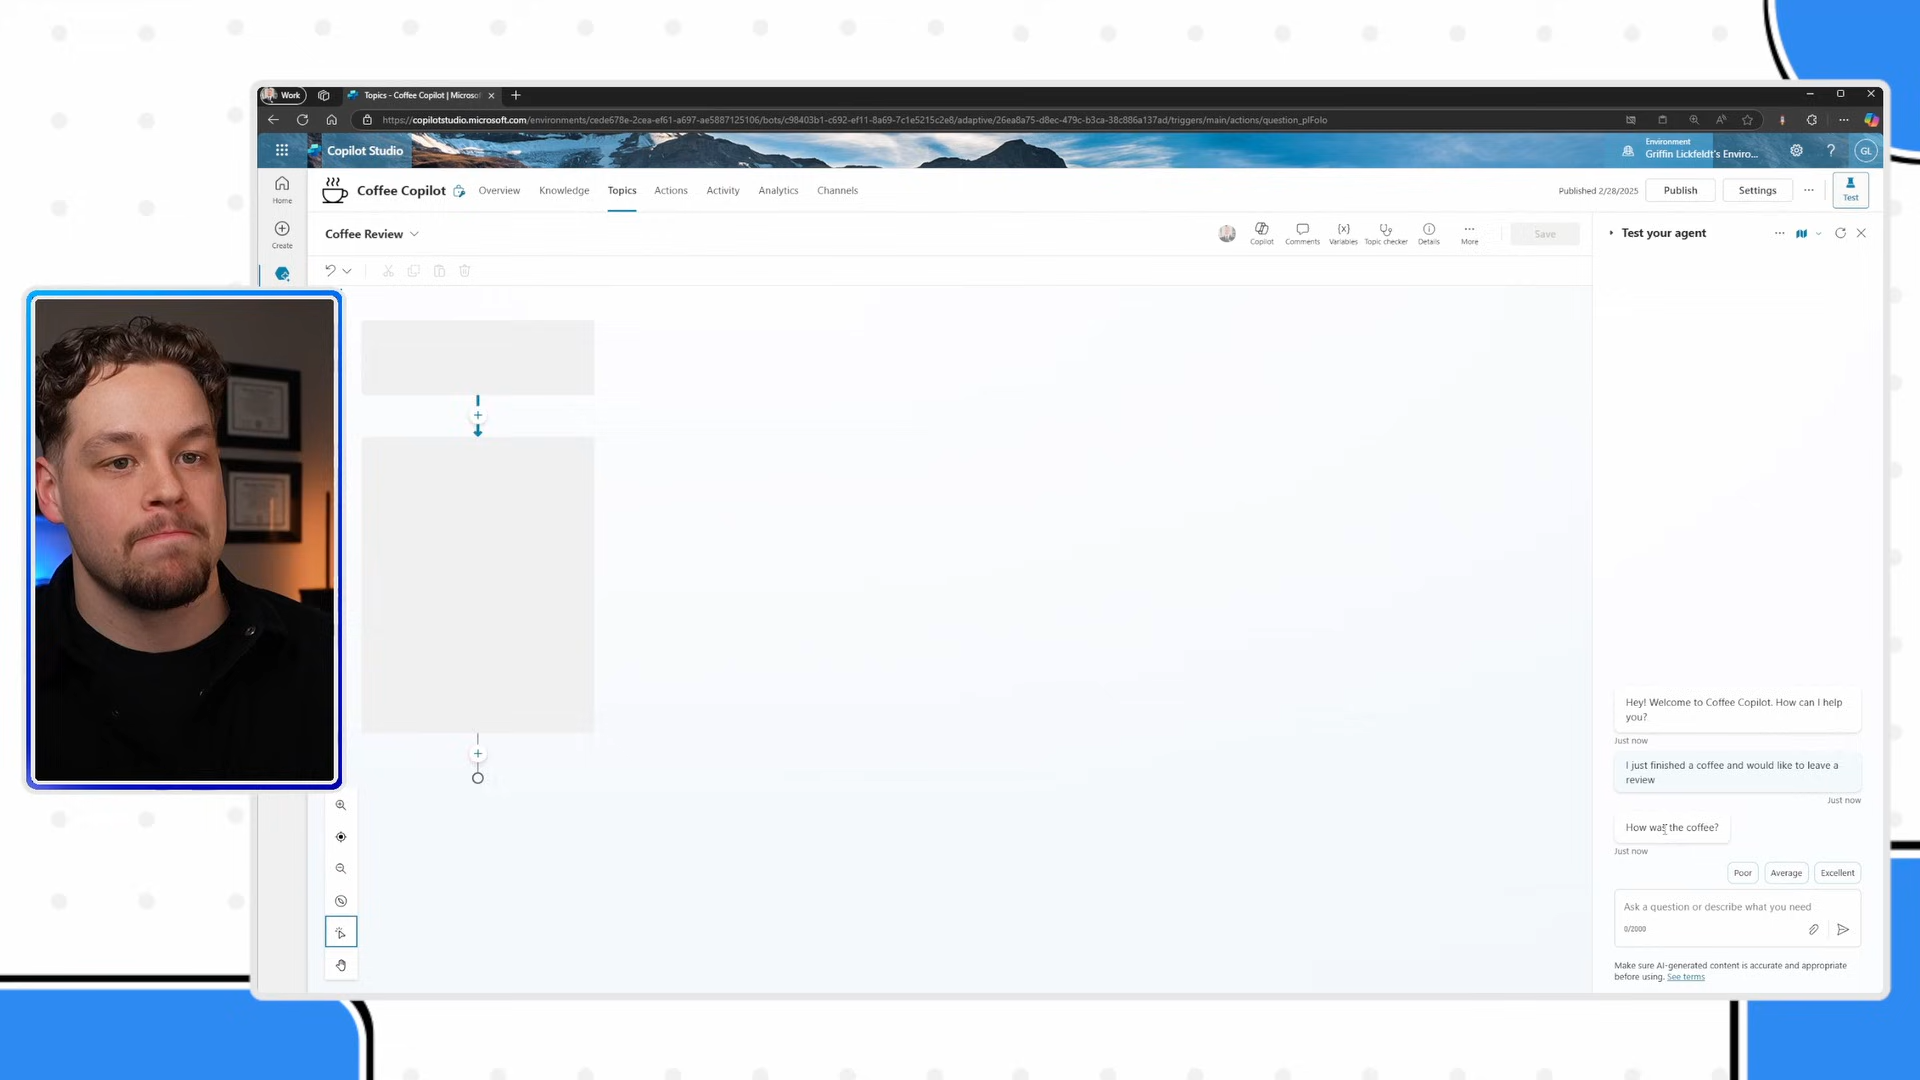 Work
Topics - Coffee Copilot | Microso
https://copilotstudio.microsoft.com/environments/cede678e-2cea-ef61-a697-ae5887125106/bots/c98403b1-c692-ef11-8a69-7c1e5215c2e8/adaptive/26ea8a75-d8ec-479c-b3ca-38c886a137ad/triggers/main/actions/question_plFolo
Copilot Studio
Environment
Griffin Lickfeldt's Enviro...
GL
Home
Create
Coffee Copilot
Overview
Knowledge
Topics
Actions
Activity
Analytics
Channels
Published 2/28/2025
Publish
Settings
Test
Coffee Review
Copilot
Comments
Variables
Topic checker
Details
More
Save
Test your agent
Hey! Welcome to Coffee Copilot. How can I help
you?
Just now
I just finished a coffee and would like to leave a
review
Just now
How was the coffee?
Just now
Poor
Average
Excellent
Ask a question or describe what you need
0/2000
Make sure AI-generated content is accurate and appropriate
before using. See terms